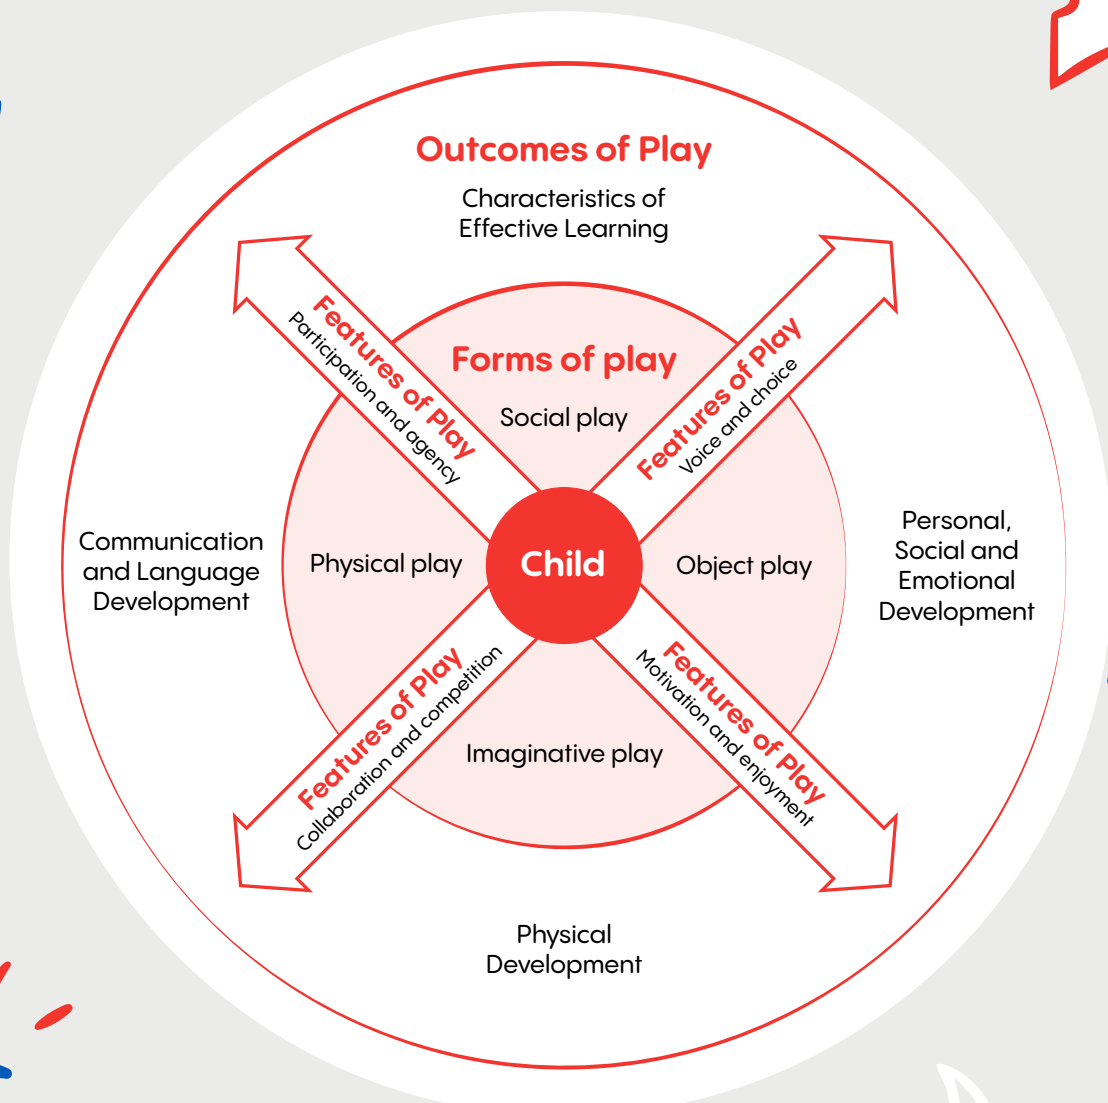 Outcomes of Play
Characteristics of
Effective Learning
Features of Play
Participation and agency
Forms of play
Social play
Features of Play
Voice and choice
Communication
and Language
Development
Physical play
Child
Object play
Personal,
Social and
Emotional
Development
Features of Play
Collaboration and competition
Imaginative play
Features of Play
Motivation and enjoyment
Physical
Development